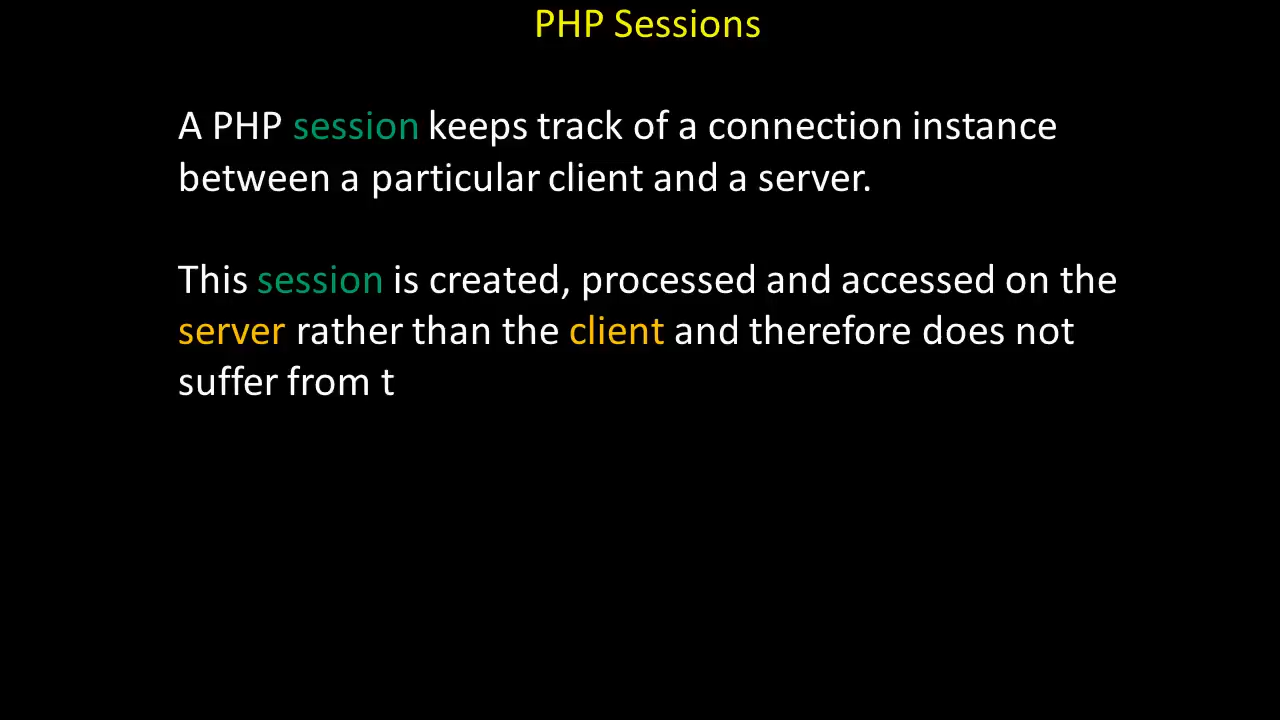 PHP Sessions
A PHP session keeps track of a connection instance
between a particular client and a server.
This session is created, processed and accessed on the
server rather than the client and therefore does not
suffer from t